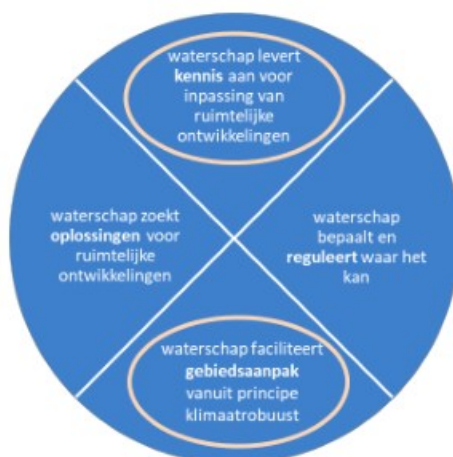 waterschap levert
kennis aan voor
inpassing van
ruimtelijke
ontwikkelingen
waterschap zoekt
oplossingen voor
ruimtelijke
ontwikkelingen
waterschap
bepaalt en
reguleert waar het
kan
waterschap faciliteert
gebiedsaanpak
vanuit principe
klimaatrobuust